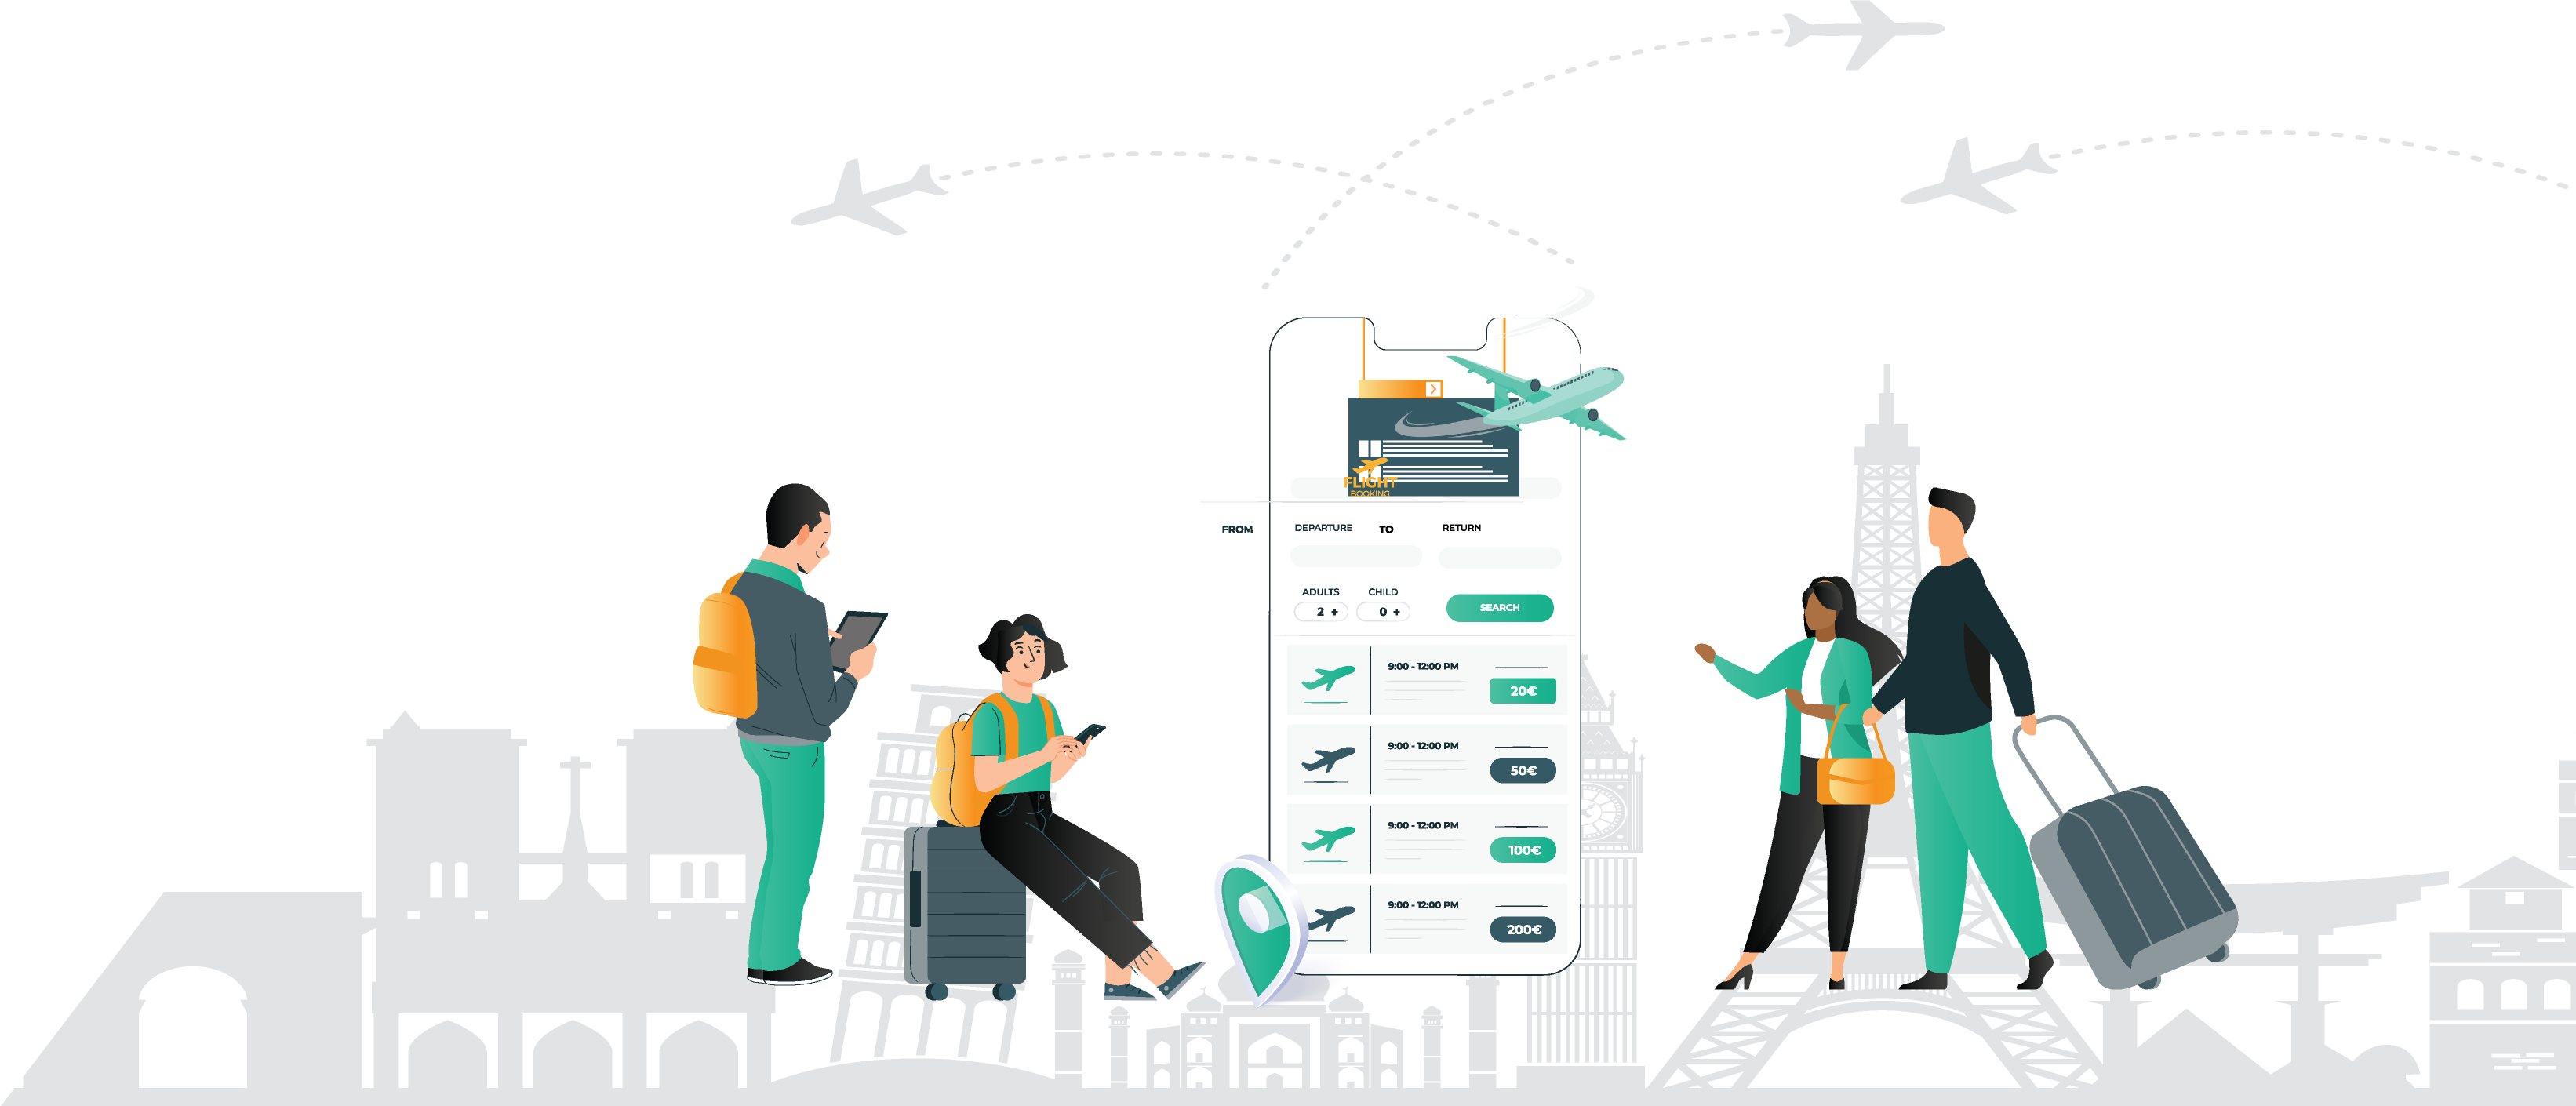 FLIGHT
BOOKING
FROM
DEPARTURE
TO
RETURN
ADULTS
CHILD
2 +
0 +
SEARCH
9:00 - 12:00 PM
20€
9:00 - 12:00 PM
50€
9:00 - 12:00 PM
100€
9:00 - 12:00 PM
200€